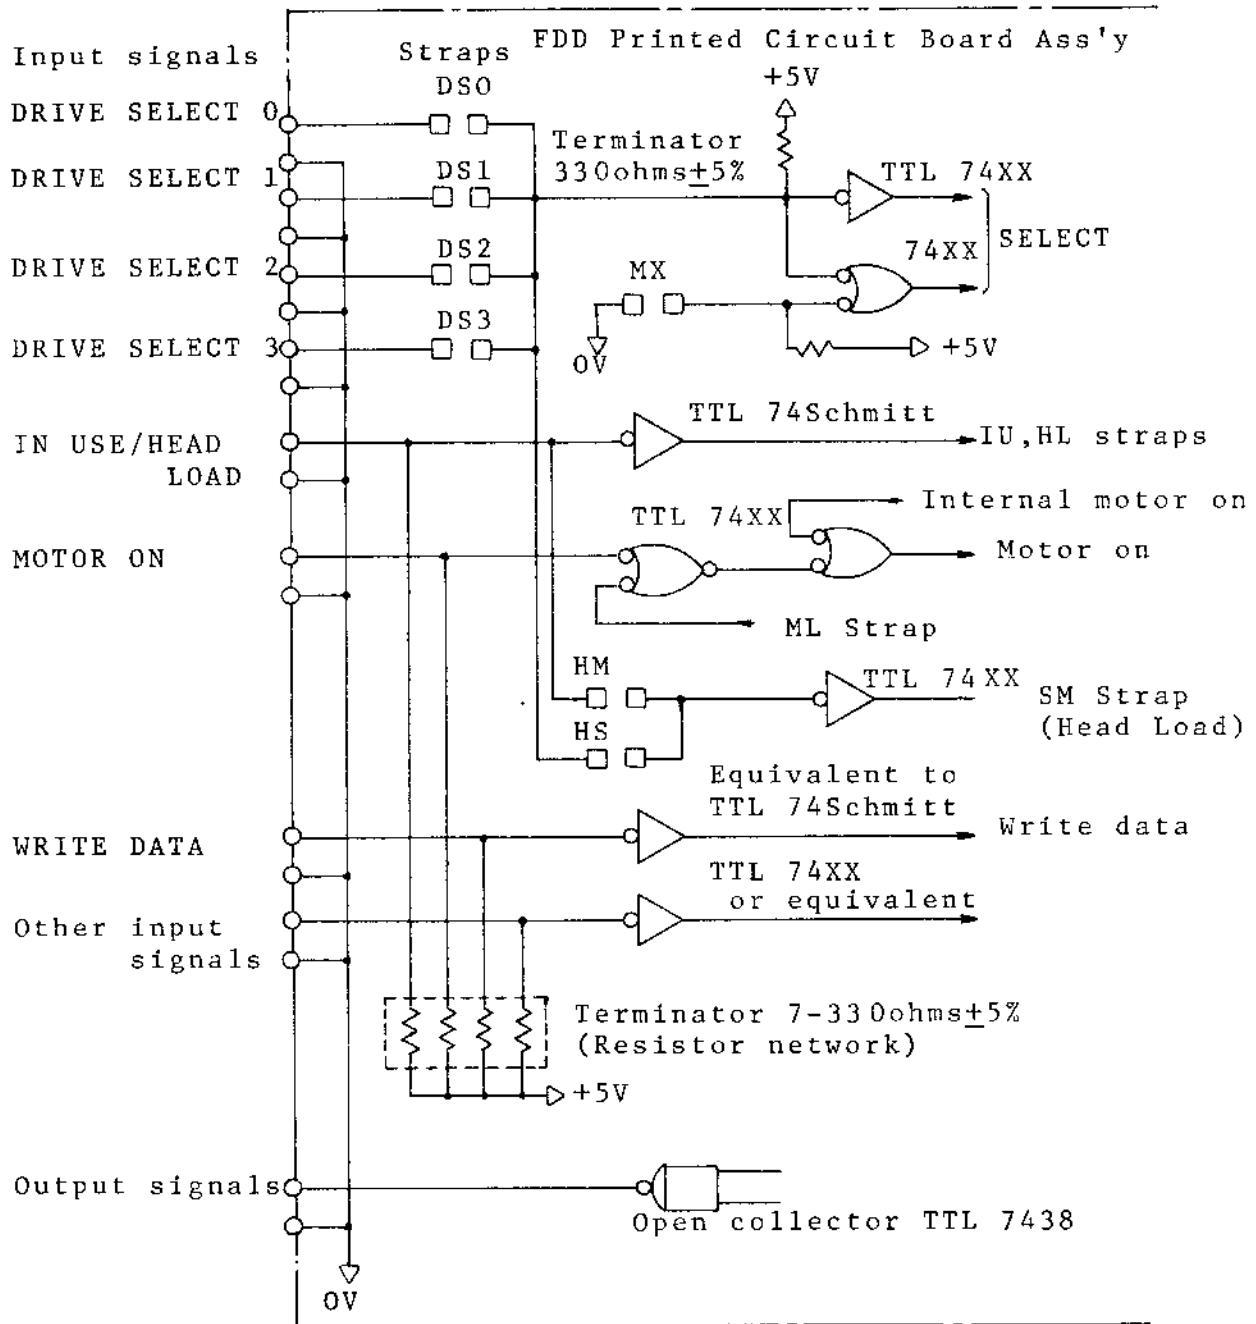 FDD Printed Circuit Board Ass'y
Input signals
Straps
+5V
DS0
DRIVE SELECT 0
Terminator
330ohms±5%
TTL 74XX
DRIVE SELECT 1
DS1
SELECT
74XX
DRIVE SELECT 2
DS2
MX
DRIVE SELECT 3
DS3
0V
+5V
IN USE/HEAD
LOAD
TTL 74Schmitt
IU,HL straps
Internal motor on
TTL 74XX
MOTOR ON
Motor on
ML Strap
HM
TTL 74XX
SM Strap
(Head Load)
HS
Equivalent to
TTL 74Schmitt
WRITE DATA
Write data
TTL 74XX
or equivalent
Other input
signals
Terminator 7-330ohms±5%
(Resistor network)
+5V
Output signals
Open collector TTL 7438
0V